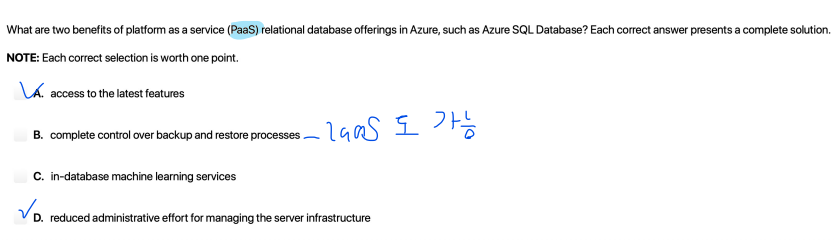 What are two benefits of platform as a service (PaaS) relational database offerings in Azure, such as Azure SQL Database? Each correct answer presents a complete solution.
NOTE: Each correct selection is worth one point.
A. access to the latest features
B. complete control over backup and restore processes – IaaS 도 가능
C. in-database machine learning services
D. reduced administrative effort for managing the server infrastructure